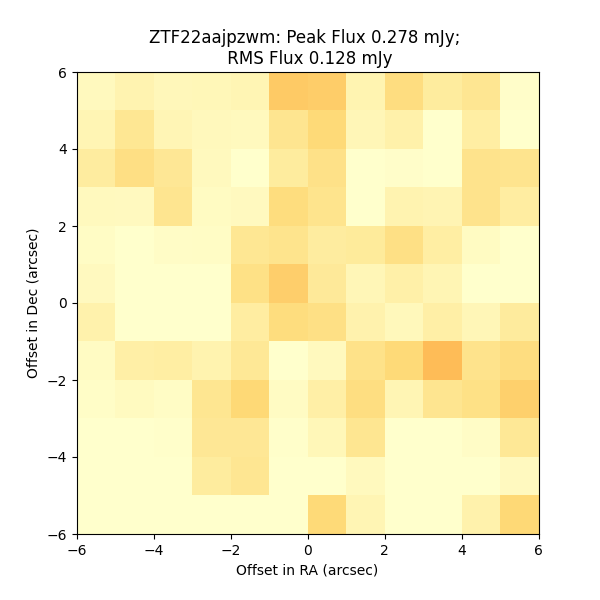 ZTF22aajpzwm: Peak Flux 0.278 mJy;
RMS Flux 0.128 mJy
6
4
2
0
−2
−4
−6
Offset in Dec (arcsec)
−6 −4 −2 0 2 4 6
Offset in RA (arcsec)